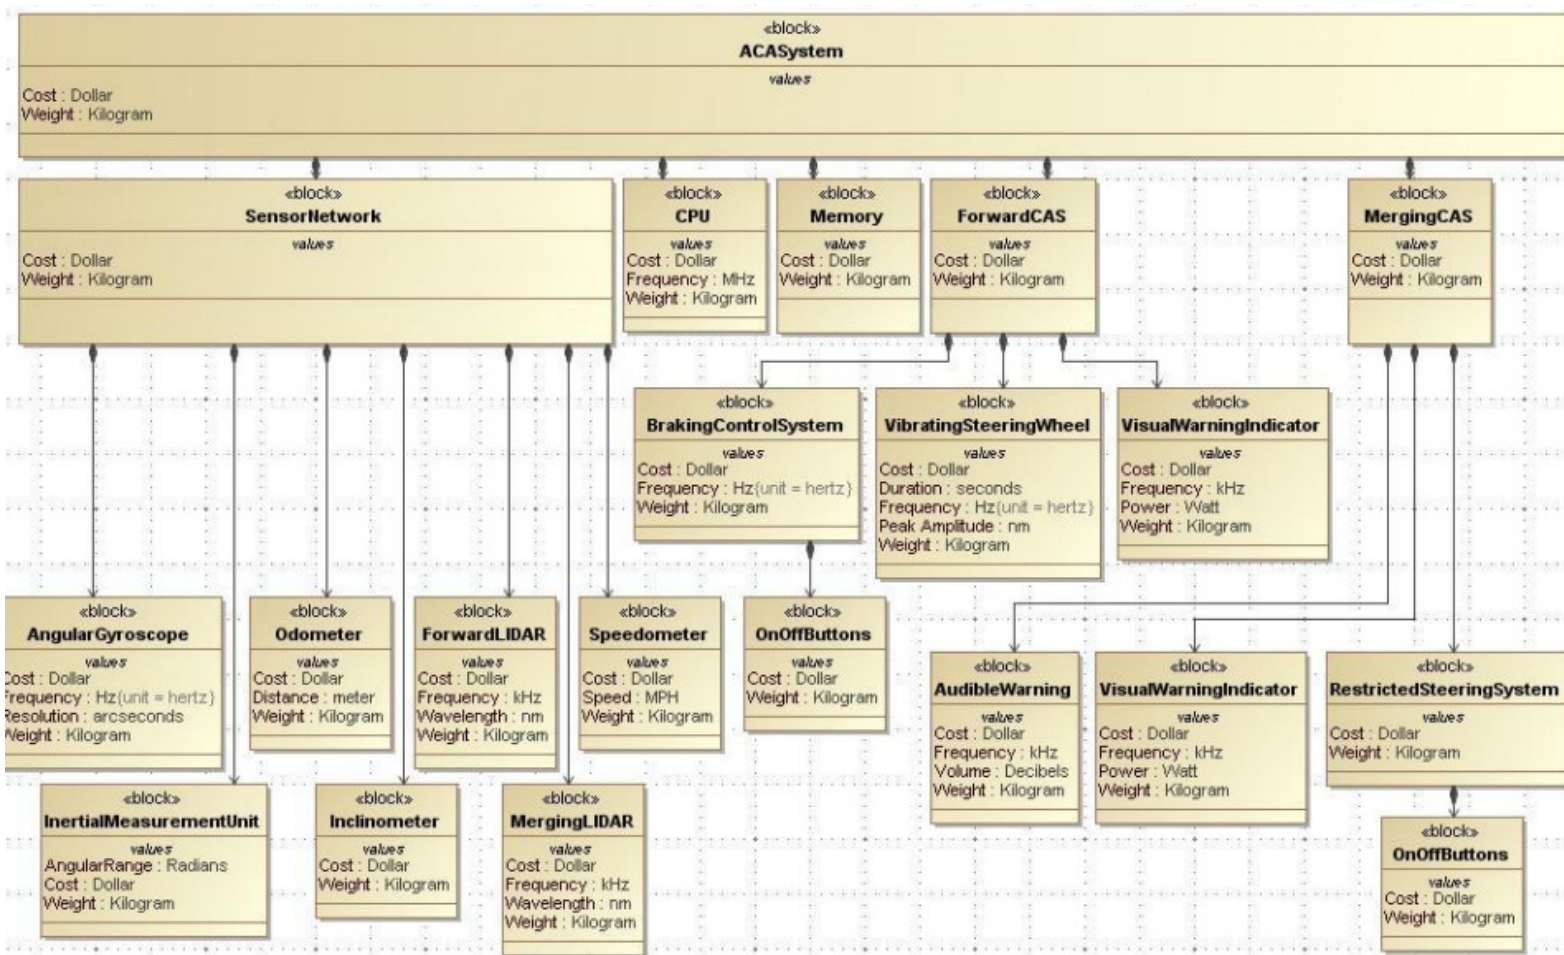 «block»
ACASystem
values
Cost : Dollar
Weight : Kilogram
«block»
SensorNetwork
values
Cost : Dollar
Weight : Kilogram
«block»
CPU
values
Cost : Dollar
Frequency : MHz
Weight : Kilogram
«block»
Memory
values
Cost : Dollar
Weight : Kilogram
«block»
ForwardCAS
values
Cost : Dollar
Weight : Kilogram
«block»
MergingCAS
values
Cost : Dollar
Weight : Kilogram
«block»
BrakingControlSystem
values
Cost : Dollar
Frequency : Hz{unit = hertz}
Weight : Kilogram
«block»
VibratingSteeringWheel
values
Cost : Dollar
Duration : seconds
Frequency : Hz{unit = hertz}
Peak Amplitude : nm
Weight : Kilogram
«block»
VisualWarningIndicator
values
Cost : Dollar
Frequency : kHz
Power : Watt
Weight : Kilogram
«block»
AngularGyroscope
values
Cost : Dollar
Frequency : Hz{unit = hertz}
Resolution : arcseconds
Weight : Kilogram
«block»
Odometer
values
Cost : Dollar
Distance : meter
Weight : Kilogram
«block»
ForwardLIDAR
values
Cost : Dollar
Frequency : kHz
Wavelength : nm
Weight : Kilogram
«block»
Speedometer
values
Cost : Dollar
Speed : MPH
Weight : Kilogram
«block»
OnOffButtons
values
Cost : Dollar
Weight : Kilogram
«block»
AudibleWarning
values
Cost : Dollar
Frequency : kHz
Volume : Decibels
Weight : Kilogram
«block»
VisualWarningIndicator
values
Cost : Dollar
Frequency : kHz
Power : Watt
Weight : Kilogram
«block»
RestrictedSteeringSystem
values
Cost : Dollar
Weight : Kilogram
«block»
InertialMeasurementUnit
values
AngularRange : Radians
Cost : Dollar
Weight : Kilogram
«block»
Inclinometer
values
Cost : Dollar
Weight : Kilogram
«block»
MergingLIDAR
values
Cost : Dollar
Frequency : kHz
Wavelength : nm
Weight : Kilogram
«block»
OnOffButtons
values
Cost : Dollar
Weight : Kilogram